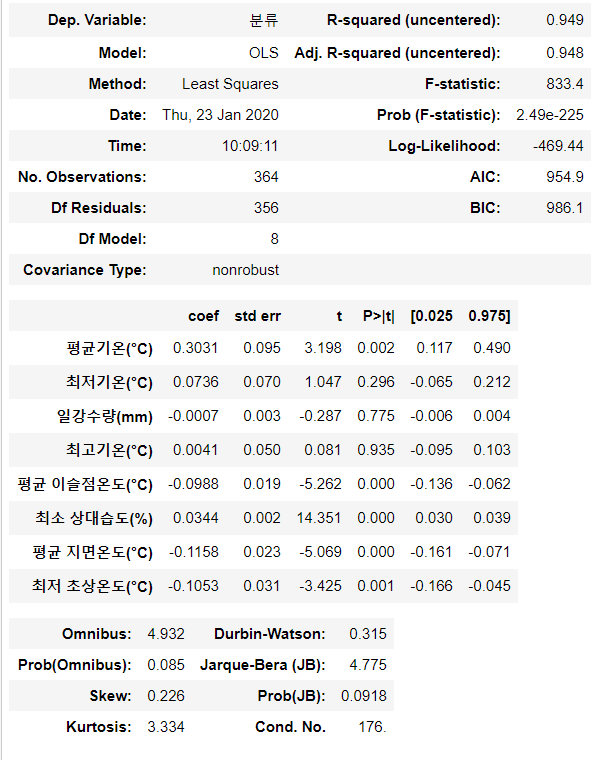 Dep. Variable: 분류 R-squared (uncentered): 0.949
Model: OLS Adj. R-squared (uncentered): 0.948
Method: Least Squares F-statistic: 833.4
Date: Thu, 23 Jan 2020 Prob (F-statistic): 2.49e-225
Time: 10:09:11 Log-Likelihood: -469.44
No. Observations: 364 AIC: 954.9
Df Residuals: 356 BIC: 986.1
Df Model: 8
Covariance Type: nonrobust
coef std err t P>|t| [0.025 0.975]
평균기온(°C) 0.3031 0.095 3.198 0.002 0.117 0.490
최저기온(°C) 0.0736 0.070 1.047 0.296 -0.065 0.212
일강수량(mm) -0.0007 0.003 -0.287 0.775 -0.006 0.004
최고기온(°C) 0.0041 0.050 0.081 0.935 -0.095 0.103
평균 이슬점온도(°C) -0.0988 0.019 -5.262 0.000 -0.136 -0.062
최소 상대습도(%) 0.0344 0.002 14.351 0.000 0.030 0.039
평균 지면온도(°C) -0.1158 0.023 -5.069 0.000 -0.161 -0.071
최저 초상온도(°C) -0.1053 0.031 -3.425 0.001 -0.166 -0.045
Omnibus: 4.932 Durbin-Watson: 0.315
Prob(Omnibus): 0.085 Jarque-Bera (JB): 4.775
Skew: 0.226 Prob(JB): 0.0918
Kurtosis: 3.334 Cond. No. 176.